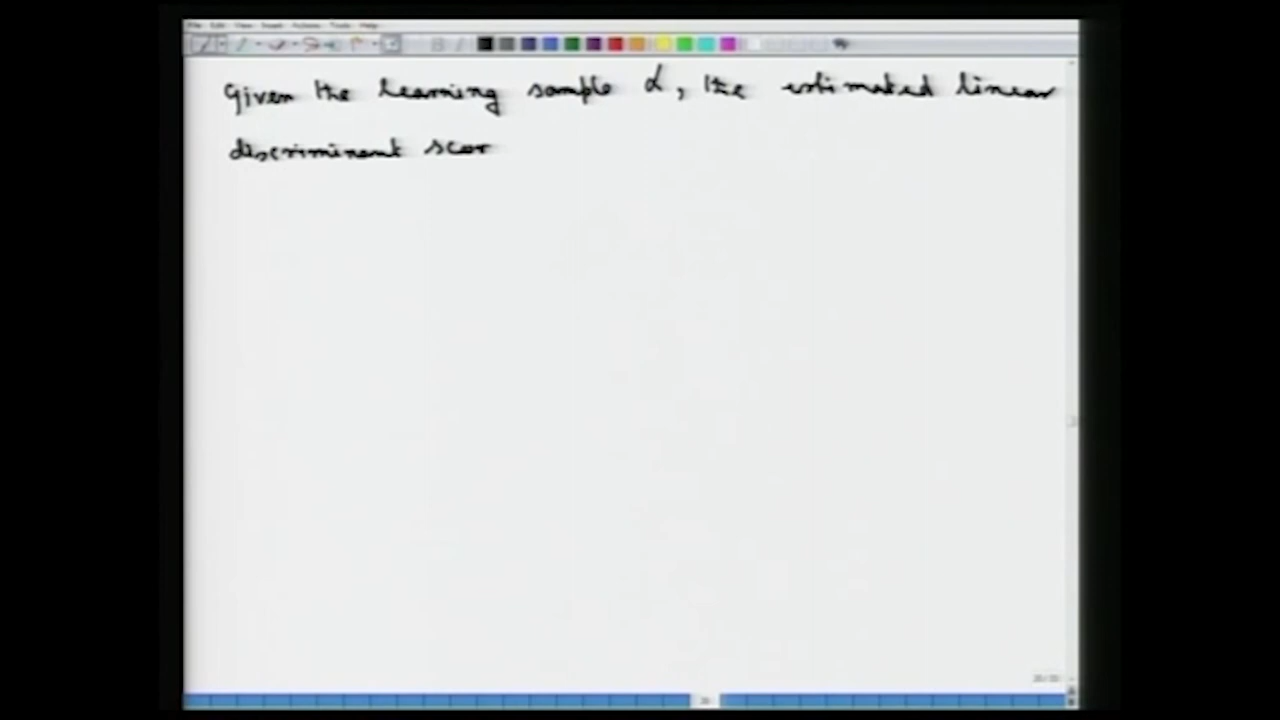 Given the learning sample L, the estimated linear
discriminant scor